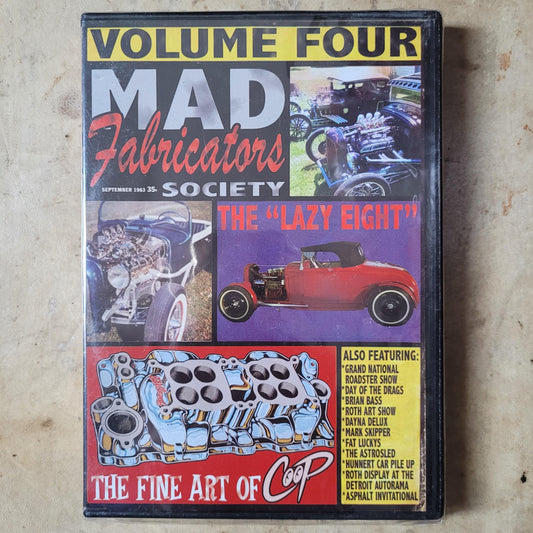 VOLUME FOUR
MAD
Fabricators
SEPTEMBER 1963 35¢ SOCIETY
THE "LAZY EIGHT"
THE FINE ART OF COOP
ALSO FEATURING:
*GRAND NATIONAL
ROADSTER SHOW
*DAY OF THE DRAGS
*BRIAN BASS
*ROTH ART SHOW
*DAYNA DELUX
*MARK SKIPPER
*FAT LUCKYS
*THE ASTROSLED
*HUNNERT CAR PILE UP
*ROTH DISPLAY AT THE
DETROIT AUTORAMA
*ASPHALT INVITATIONAL